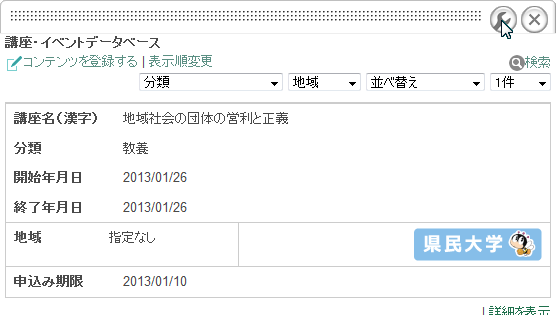 講座・イベントデータベース
コンテンツを登録する | 表示順変更
検索
分類 地域 並べ替え 1件
講座名(漢字) 地域社会の団体の営利と正義
分類 教養
開始年月日 2013/01/26
終了年月日 2013/01/26
地域 指定なし 県民大学
申込み期限 2013/01/10
| 詳細を表示